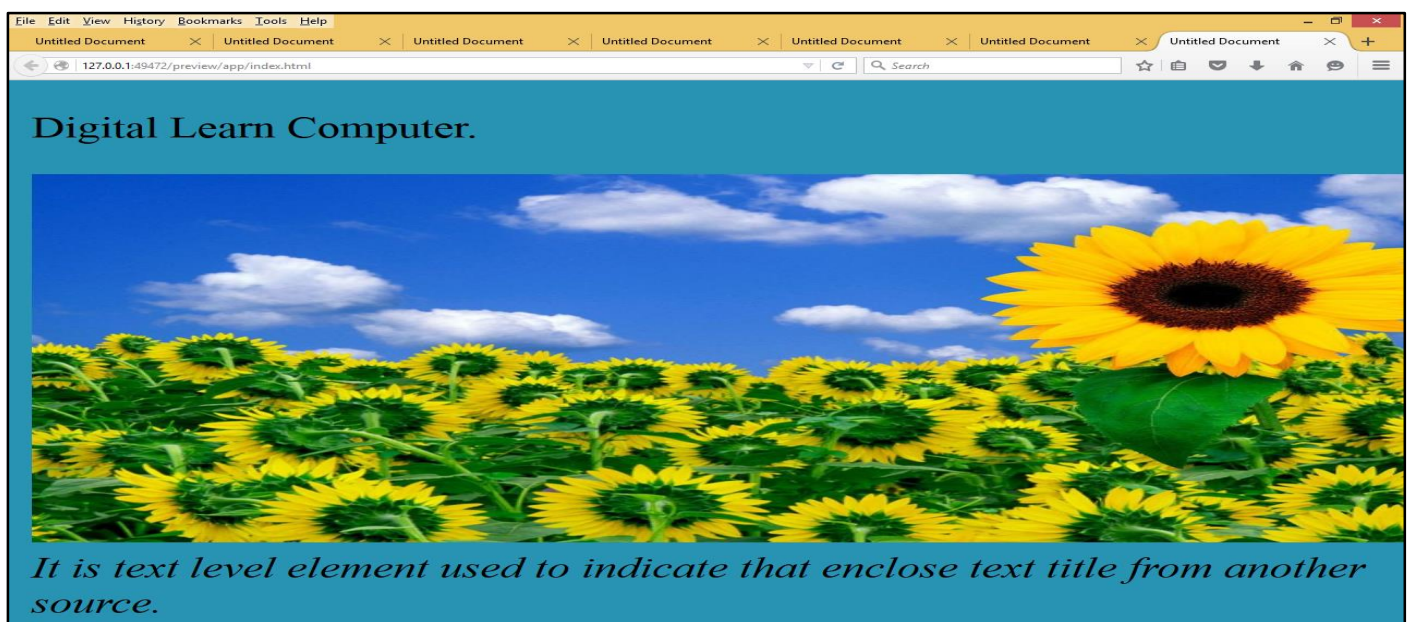 File Edit View History Bookmarks Tools Help
Untitled Document Untitled Document Untitled Document Untitled Document Untitled Document Untitled Document Untitled Document
127.0.0.1:49472/preview/app/index.html Search
Digital Learn Computer.
It is text level element used to indicate that enclose text title from another
source.